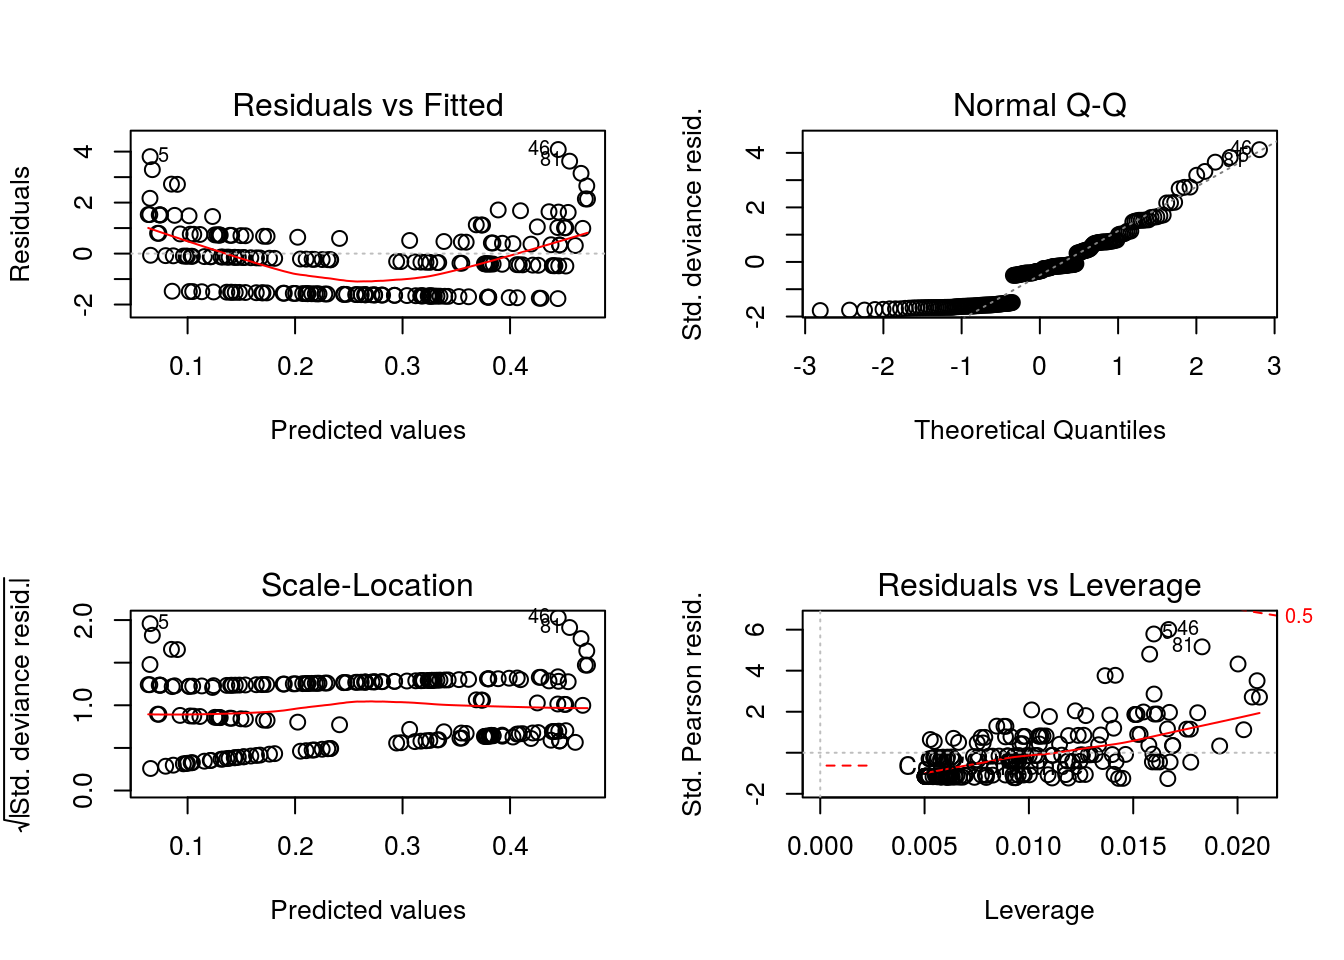 Residuals vs Fitted
Residuals
4
2
0
-2
5
46
81
0.1 0.2 0.3 0.4
Predicted values
Normal Q-Q
Std. deviance resid.
4
2
0
-2
46
5
81
-3 -2 -1 0 1 2 3
Theoretical Quantiles
Scale-Location
√|Std. deviance resid.|
2.0
1.0
0.0
5
46
81
0.1 0.2 0.3 0.4
Predicted values
Residuals vs Leverage
Std. Pearson resid.
6
4
2
-2
5
46
81
0.5
0.000 0.005 0.010 0.015 0.020
Leverage